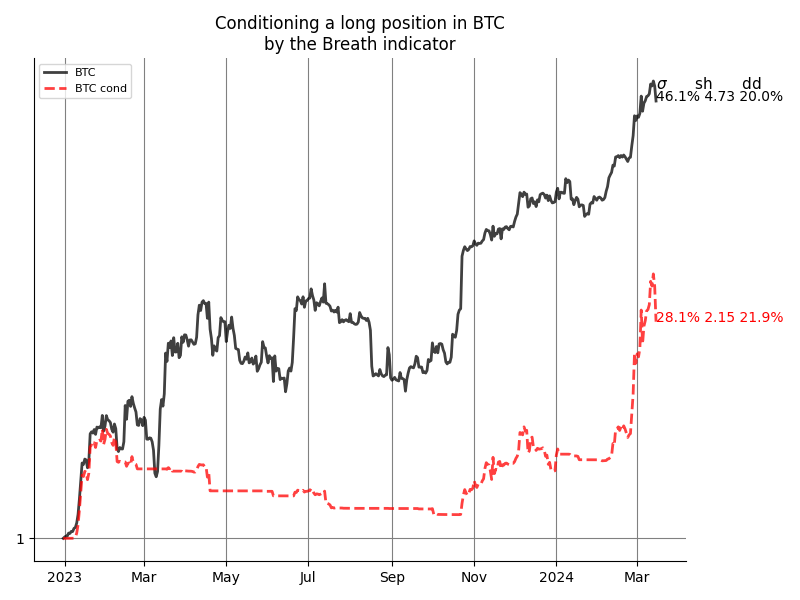 Conditioning a long position in BTC
by the Breath indicator
BTC
BTC cond
σ sh dd
46.1% 4.73 20.0%
28.1% 2.15 21.9%
1
2023 Mar May Jul Sep Nov 2024 Mar